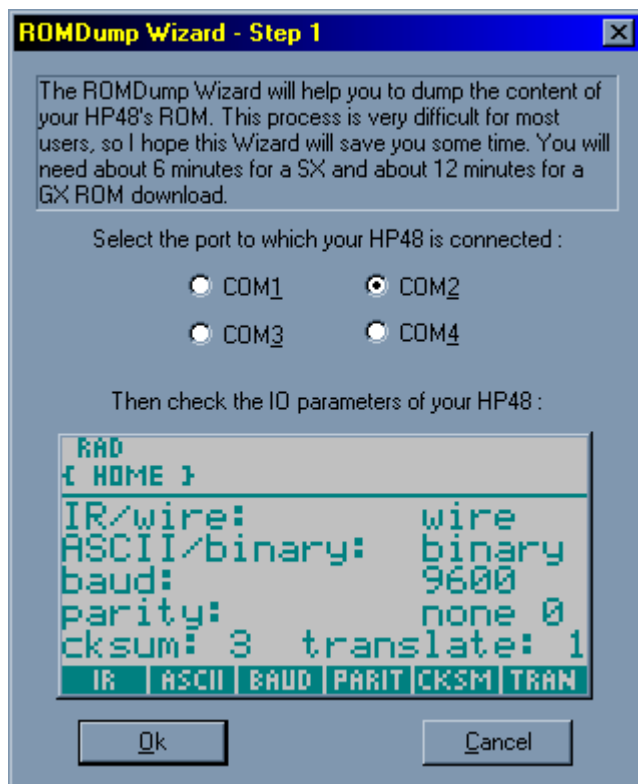 ROMDump Wizard - Step 1
The ROMDump Wizard will help you to dump the content of
your HP48's ROM. This process is very difficult for most
users, so I hope this Wizard will save you some time. You will
need about 6 minutes for a SX and about 12 minutes for a
GX ROM download.
Select the port to which your HP48 is connected :
COM1 COM2
COM3 COM4
Then check the IO parameters of your HP48 :
RAD
{ HOME }
IR/wire: wire
ASCII/binary: binary
baud: 9600
parity: none 0
cksum: 3 translate: 1
IR ASCII BAUD PARIT CKSM TRAN
Ok Cancel